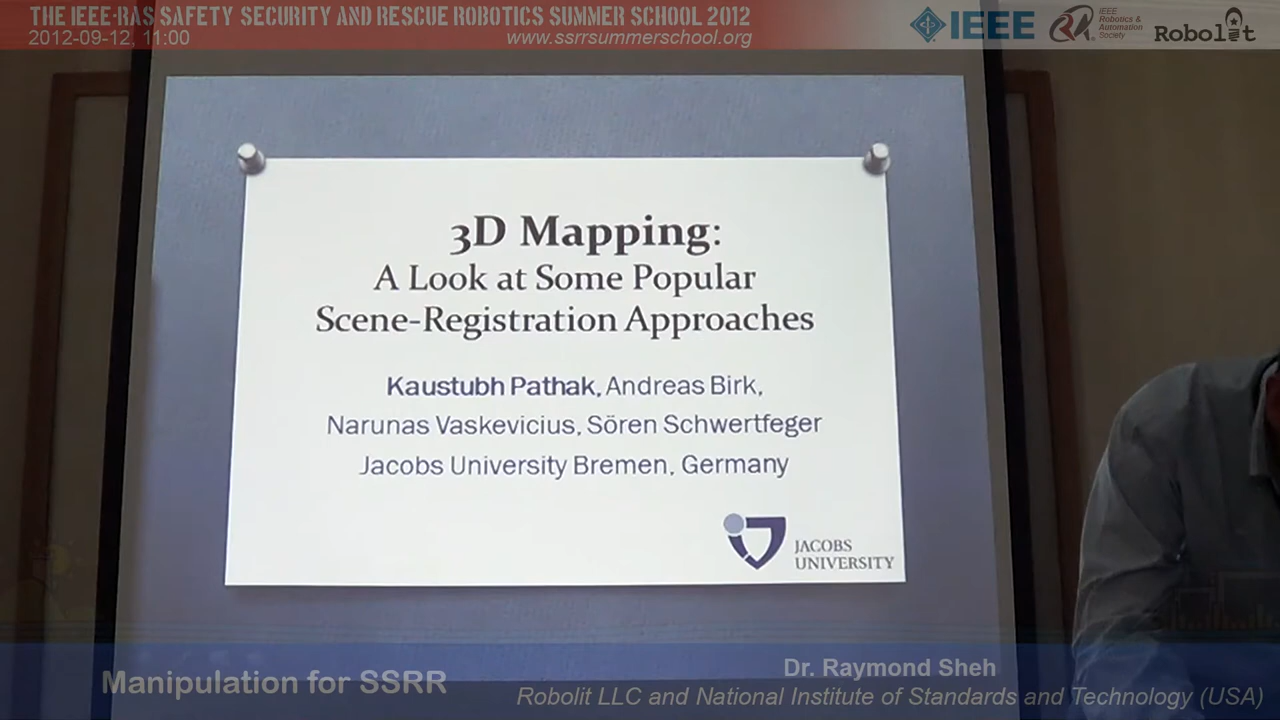 THE IEEE-RAS SAFETY SECURITY AND RESCUE ROBOTICS SUMMER SCHOOL 2012
2012-09-12, 11:00
www.ssrrsummerschool.org
IEEE
IEEE
Robotics &
Automation
Society
Robolit
3D Mapping:
A Look at Some Popular
Scene-Registration Approaches
Kaustubh Pathak, Andreas Birk,
Narunas Vaskevicius, Sören Schwertfeger
Jacobs University Bremen, Germany
JACOBS
UNIVERSITY
Manipulation for SSRR
Dr. Raymond Sheh
Robolit LLC and National Institute of Standards and Technology (USA)